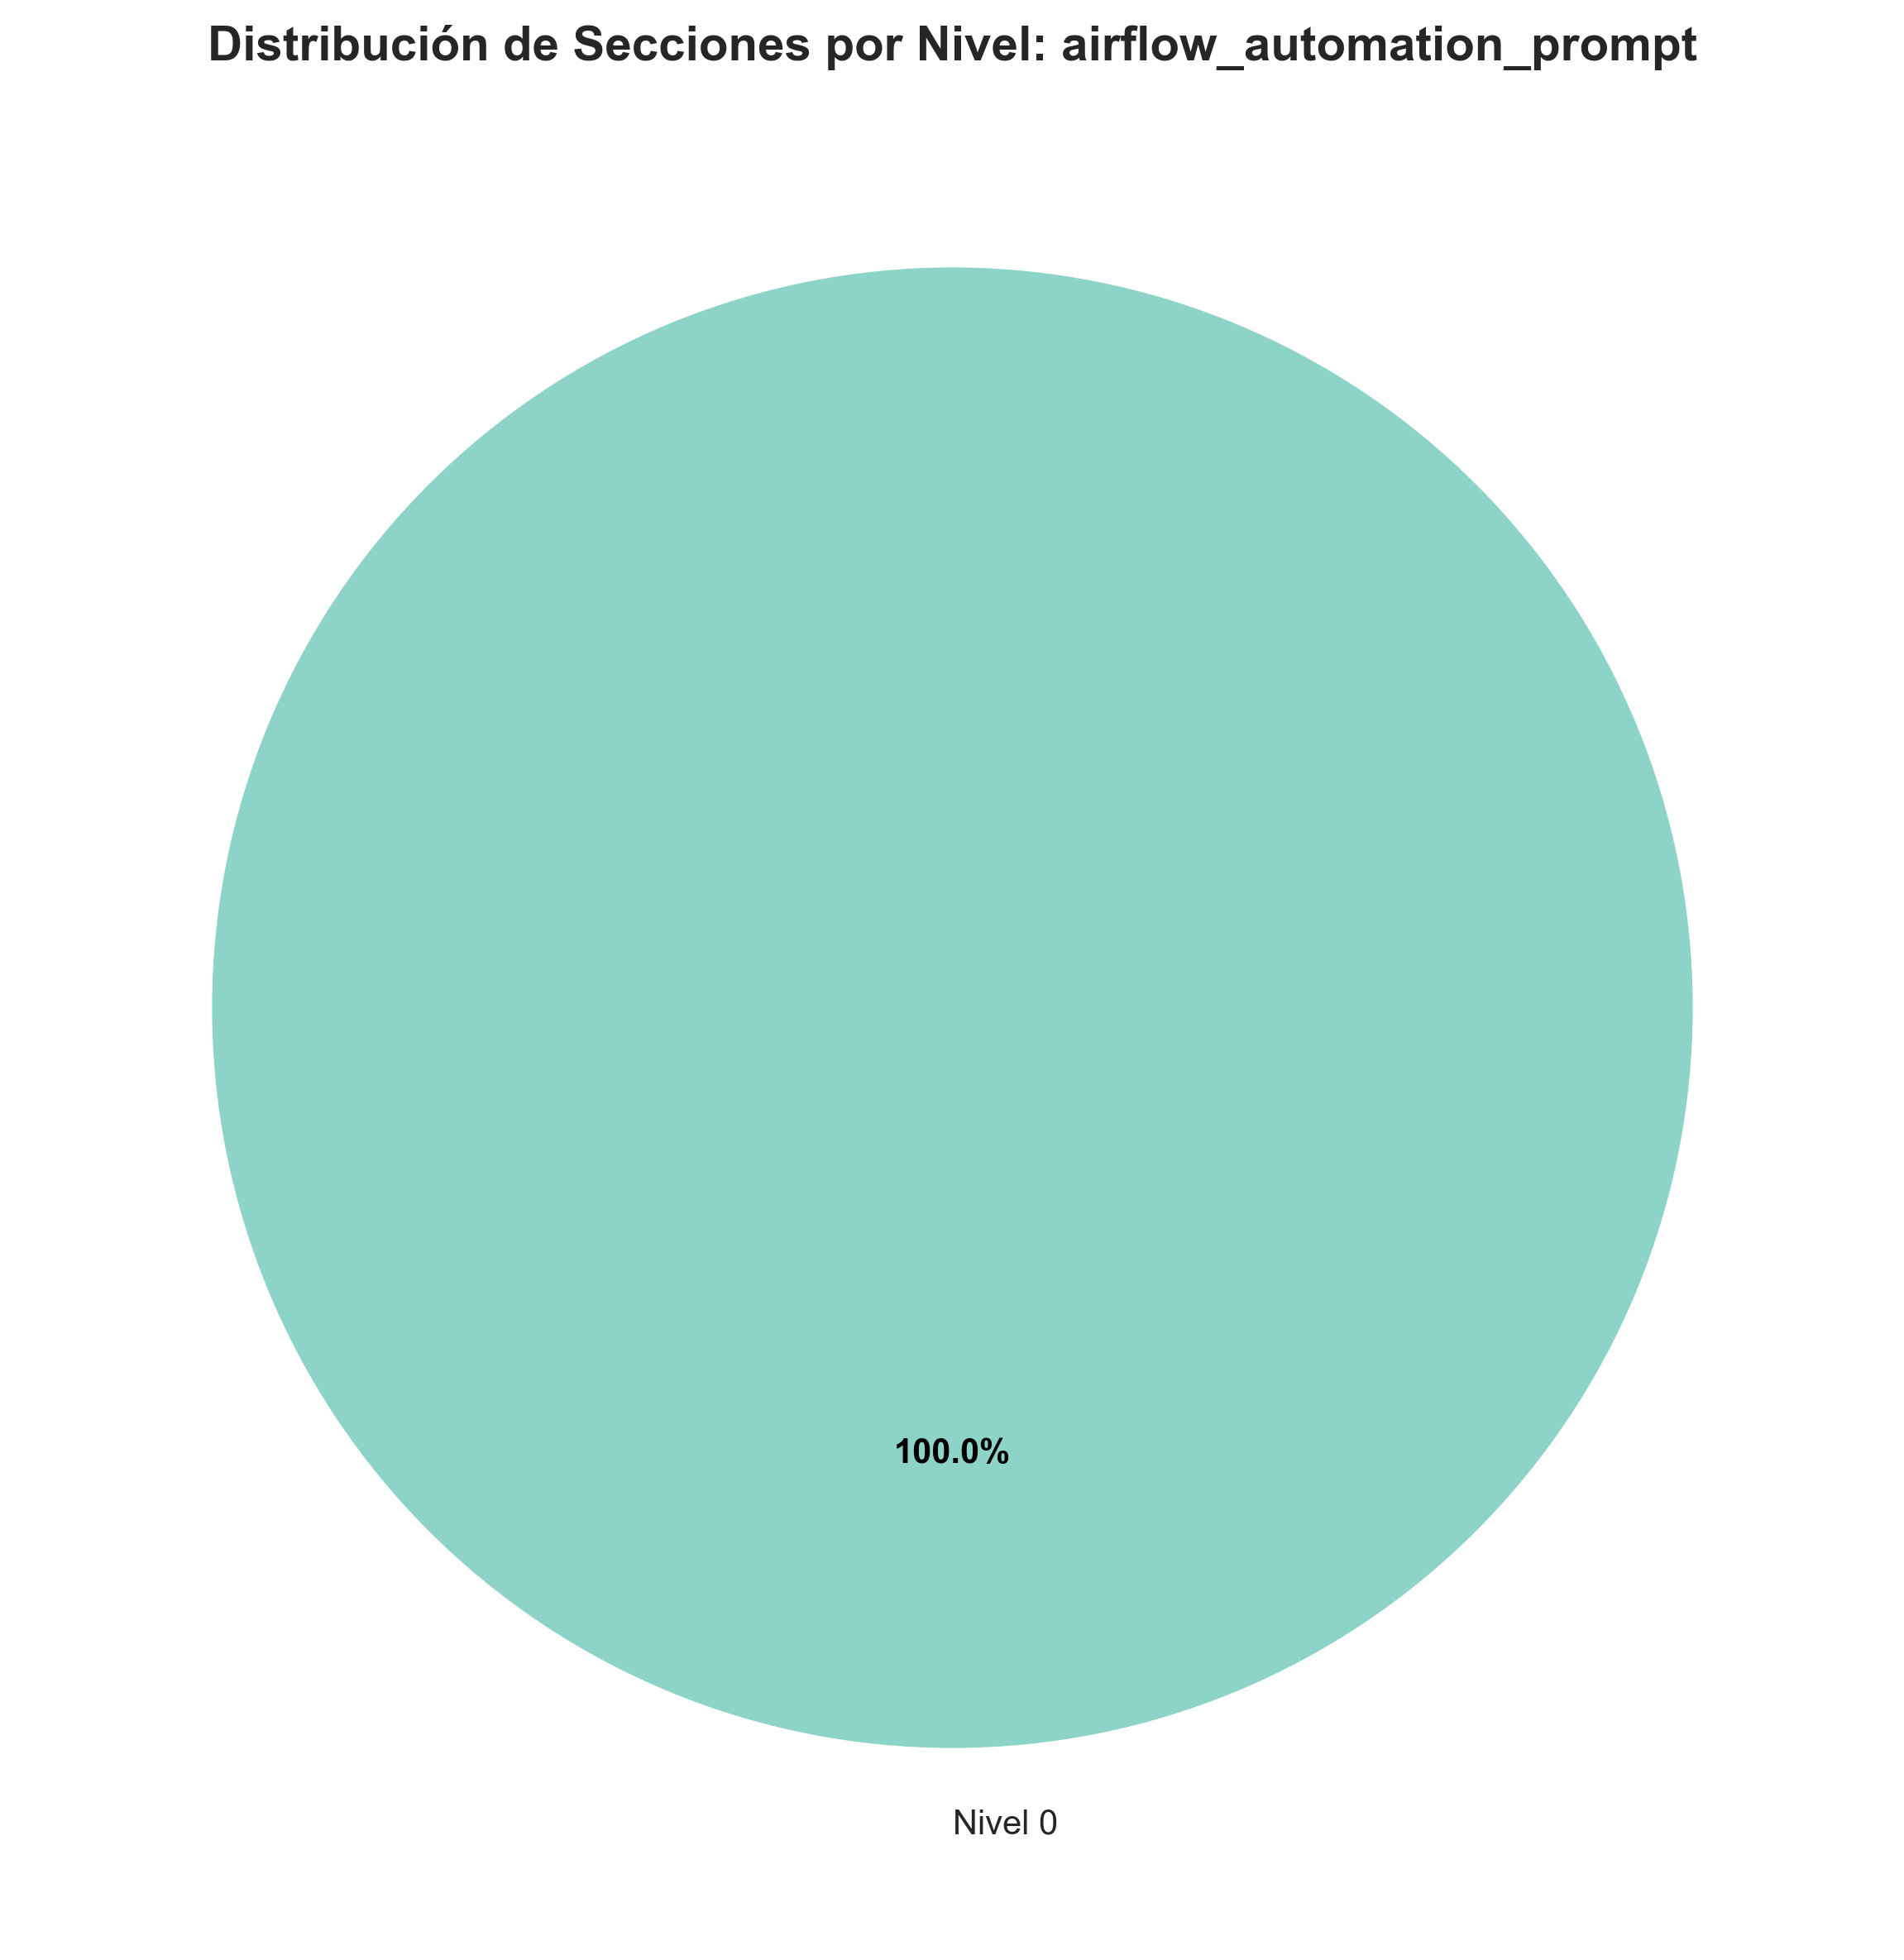 Distribución de Secciones por Nivel: airflow_automation_prompt
100.0%
Nivel 0